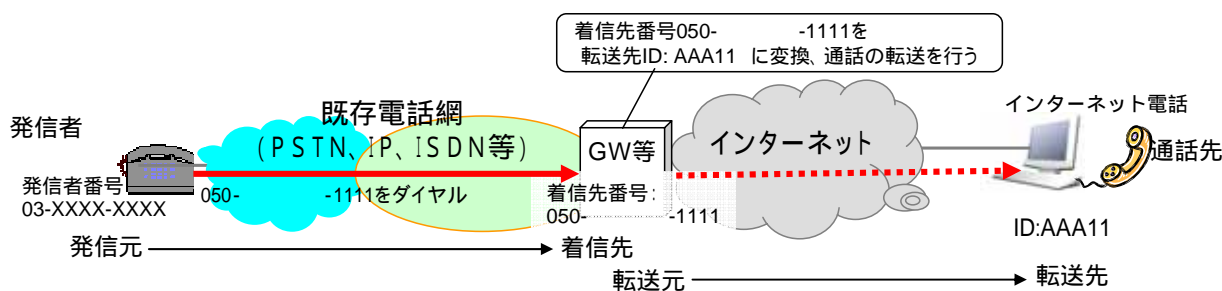 着信先番号050-　　　　-1111を
転送先ID: AAA11　に変換、通話の転送を行う
発信者
既存電話網
(PSTN、IP、ISDN等)
GW等
インターネット
インターネット電話
通話先
発信者番号
03-XXXX-XXXX
050-　　　　-1111をダイヤル
着信先番号:
050-　　　　-1111
ID:AAA11
発信元
着信先
転送元
転送先